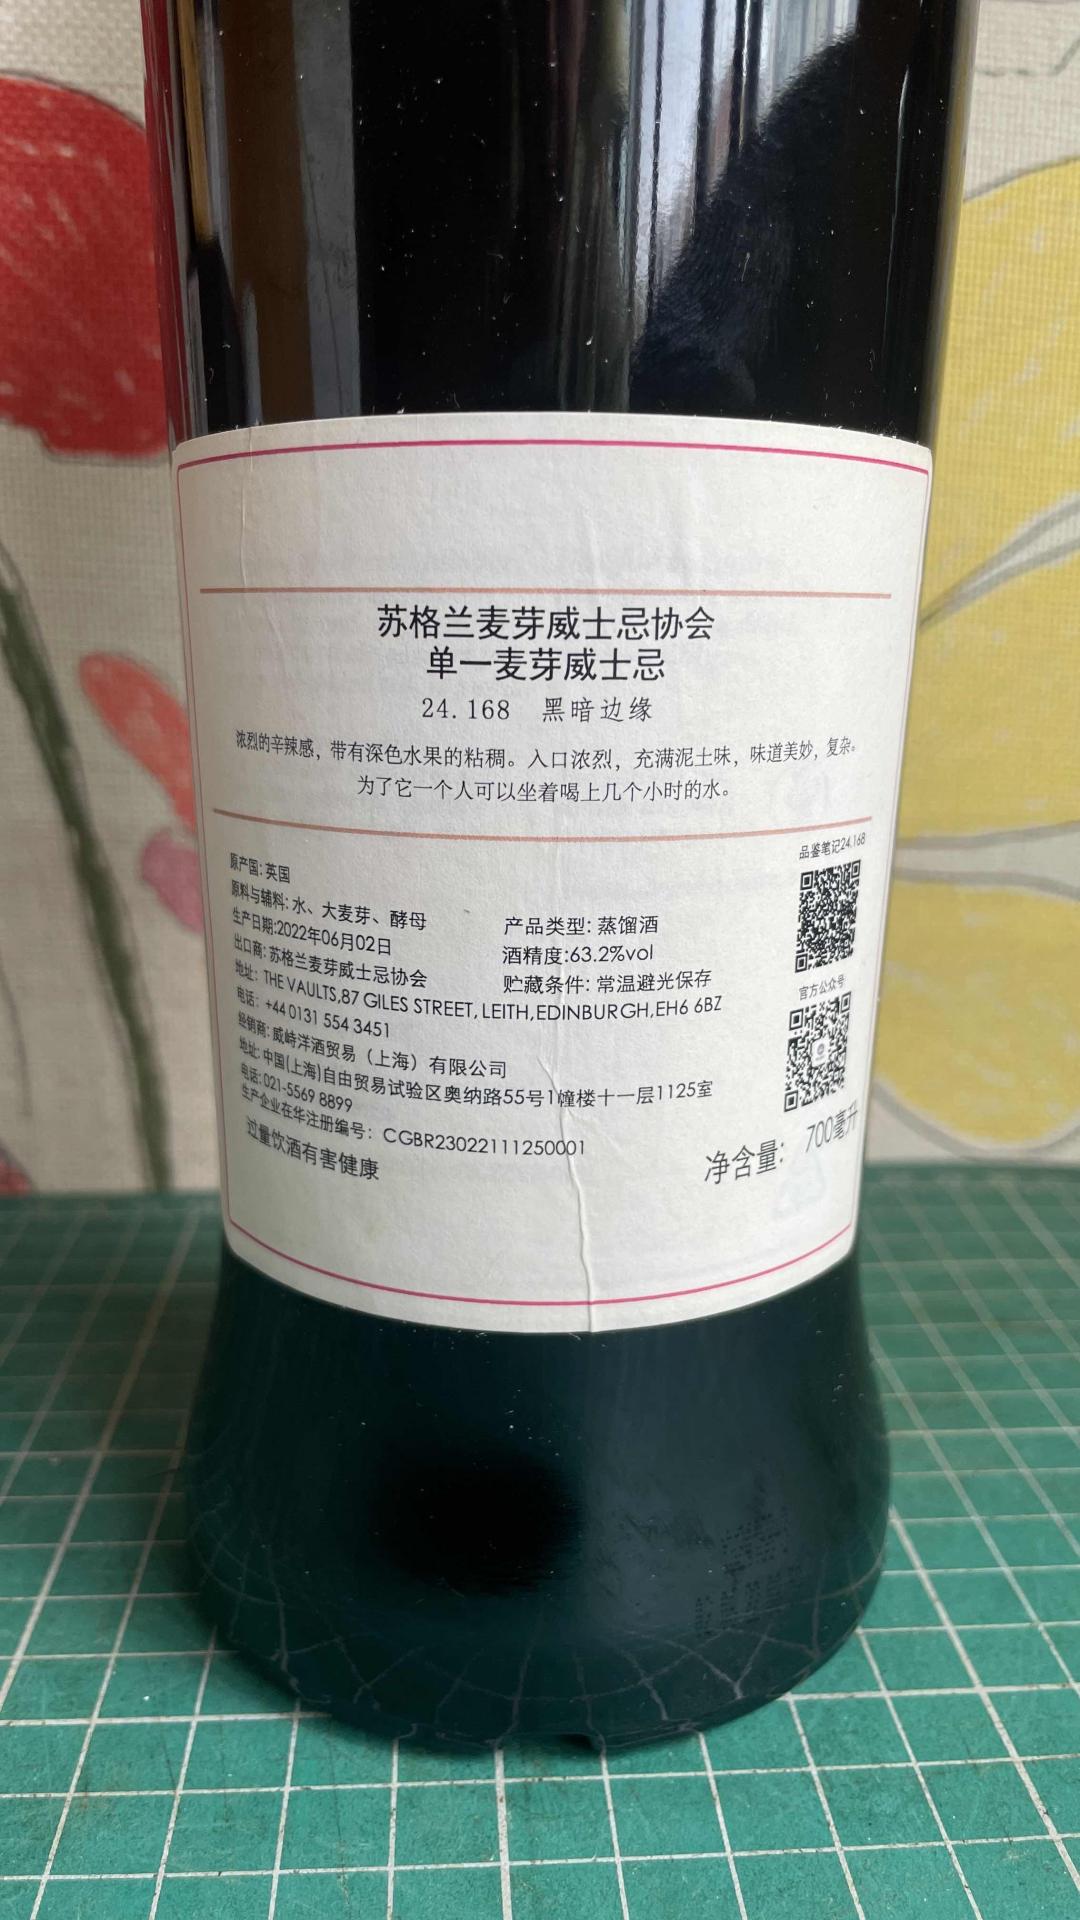 苏格兰麦芽威士忌协会
单一麦芽威士忌
24.168 黑暗边缘
浓烈的辛辣感，带有深色水果的粘稠。入口浓烈，充满泥土味，味道美妙，复杂。
为了它一个人可以坐着喝上几个小时的水。
品鉴笔记24.168
原产国: 英国
原料与辅料: 水、大麦芽、酵母
产品类型: 蒸馏酒
生产日期:2022年06月02日
酒精度:63.2%vol
出口商: 苏格兰麦芽威士忌协会
贮藏条件: 常温避光保存
官方公众号
地址: THE VAULTS,87 GILES STREET, LEITH,EDINBURGH,EH6 6BZ
电话: +44 0131 554 3451
经销商: 威峙洋酒贸易（上海）有限公司
地址: 中国(上海)自由贸易试验区奥纳路55号1幢楼十一层1125室
电话: 021-5569 8899
生产企业在华注册编号: CGBR23022111250001
过量饮酒有害健康
净含量: 700毫升